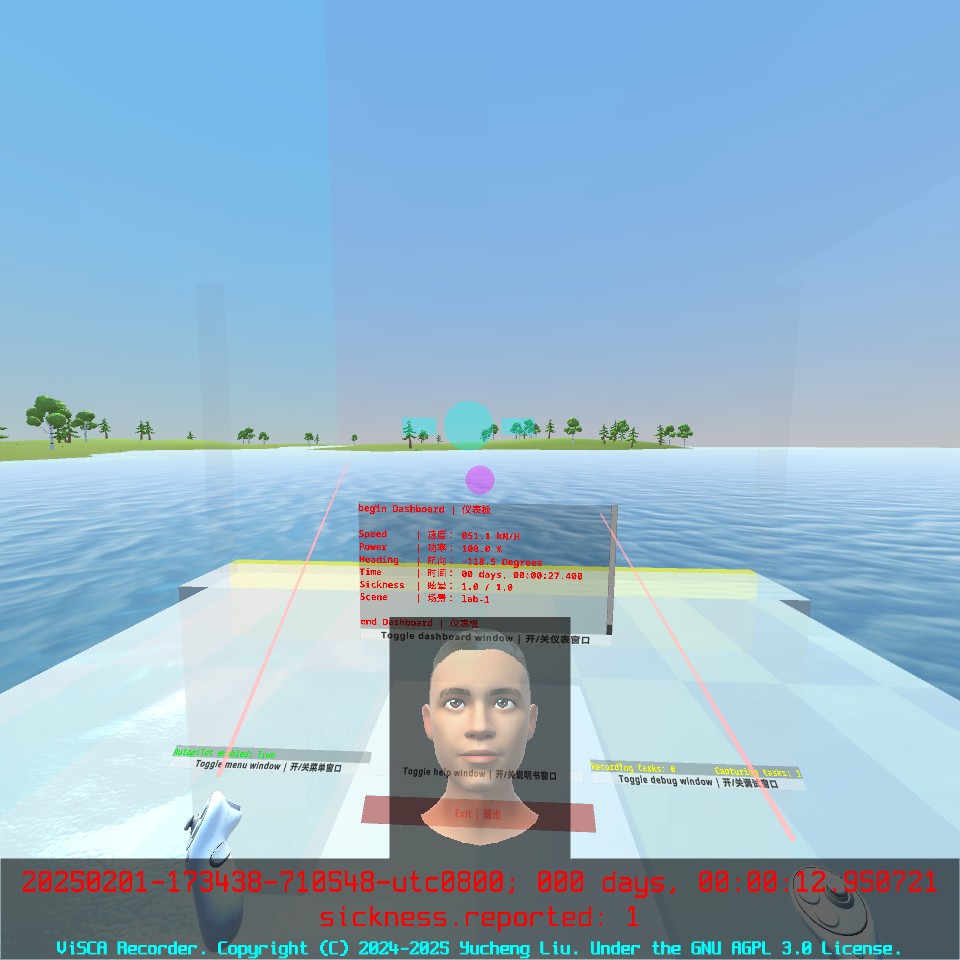 begin Dashboard | 仪表板
Speed | 速度： 051.1 kN/H
Power | 功率： 100.0 %
Heading | 航向： -118.5 Degrees
Time | 时间： 00 days, 00:00:27.400
Sickness | 眩晕： 1.0 / 1.0
Scene | 场景： lab-1
end Dashboard | 仪表板
Toggle dashboard window | 开/关仪表窗口
Autopilot enabled: True
Toggle menu window | 开/关菜单窗口
Toggle help window | 开/关说明书窗口
Recording tasks: 0 Capturing tasks: 1
Toggle debug window | 开/关调试窗口
Exit | 退出
20250201-173438-710548-utc0800; 000 days, 00:00:12.950721
sickness.reported: 1
ViSCA Recorder. Copyright (C) 2024-2025 Yucheng Liu. Under the GNU AGPL 3.0 License.